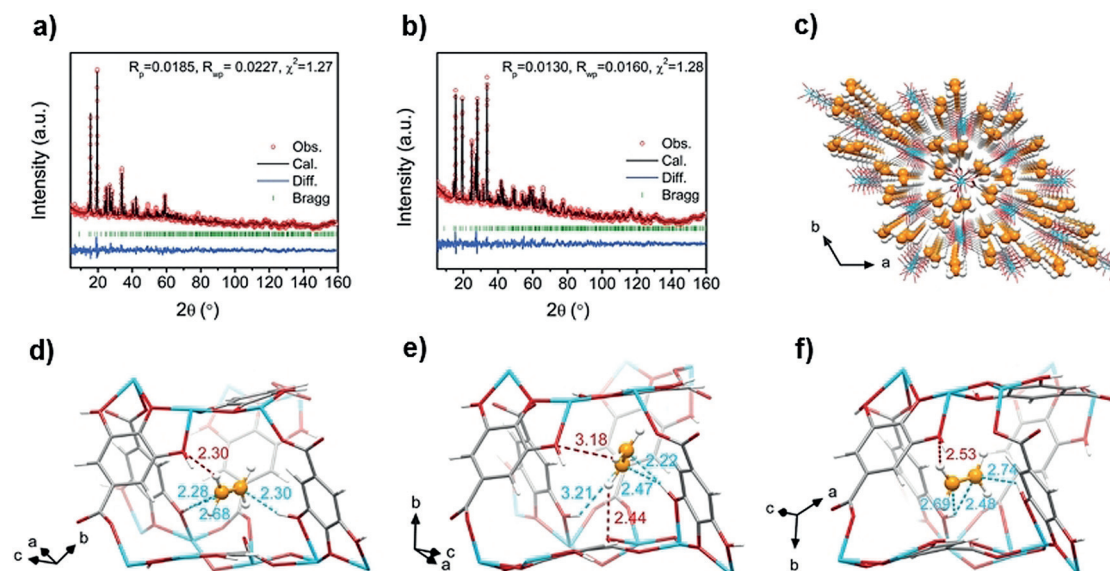 a)
R_p=0.0185, R_wp= 0.0227, χ²=1.27
Intensity (a.u.)
Obs.
Cal.
Diff.
Bragg
20 40 60 80 100 120 140 160
2θ (°)
b)
R_p=0.0130, R_wp=0.0160, χ²=1.28
Intensity (a.u.)
Obs.
Cal.
Diff.
Bragg
20 40 60 80 100 120 140 160
2θ (°)
c)
b
a
d)
2.30
2.28
2.30
2.68
a
b
c
e)
3.18
2.22
3.21
2.47
2.44
b
c
a
f)
2.53
2.74
2.69
2.48
a
c
b